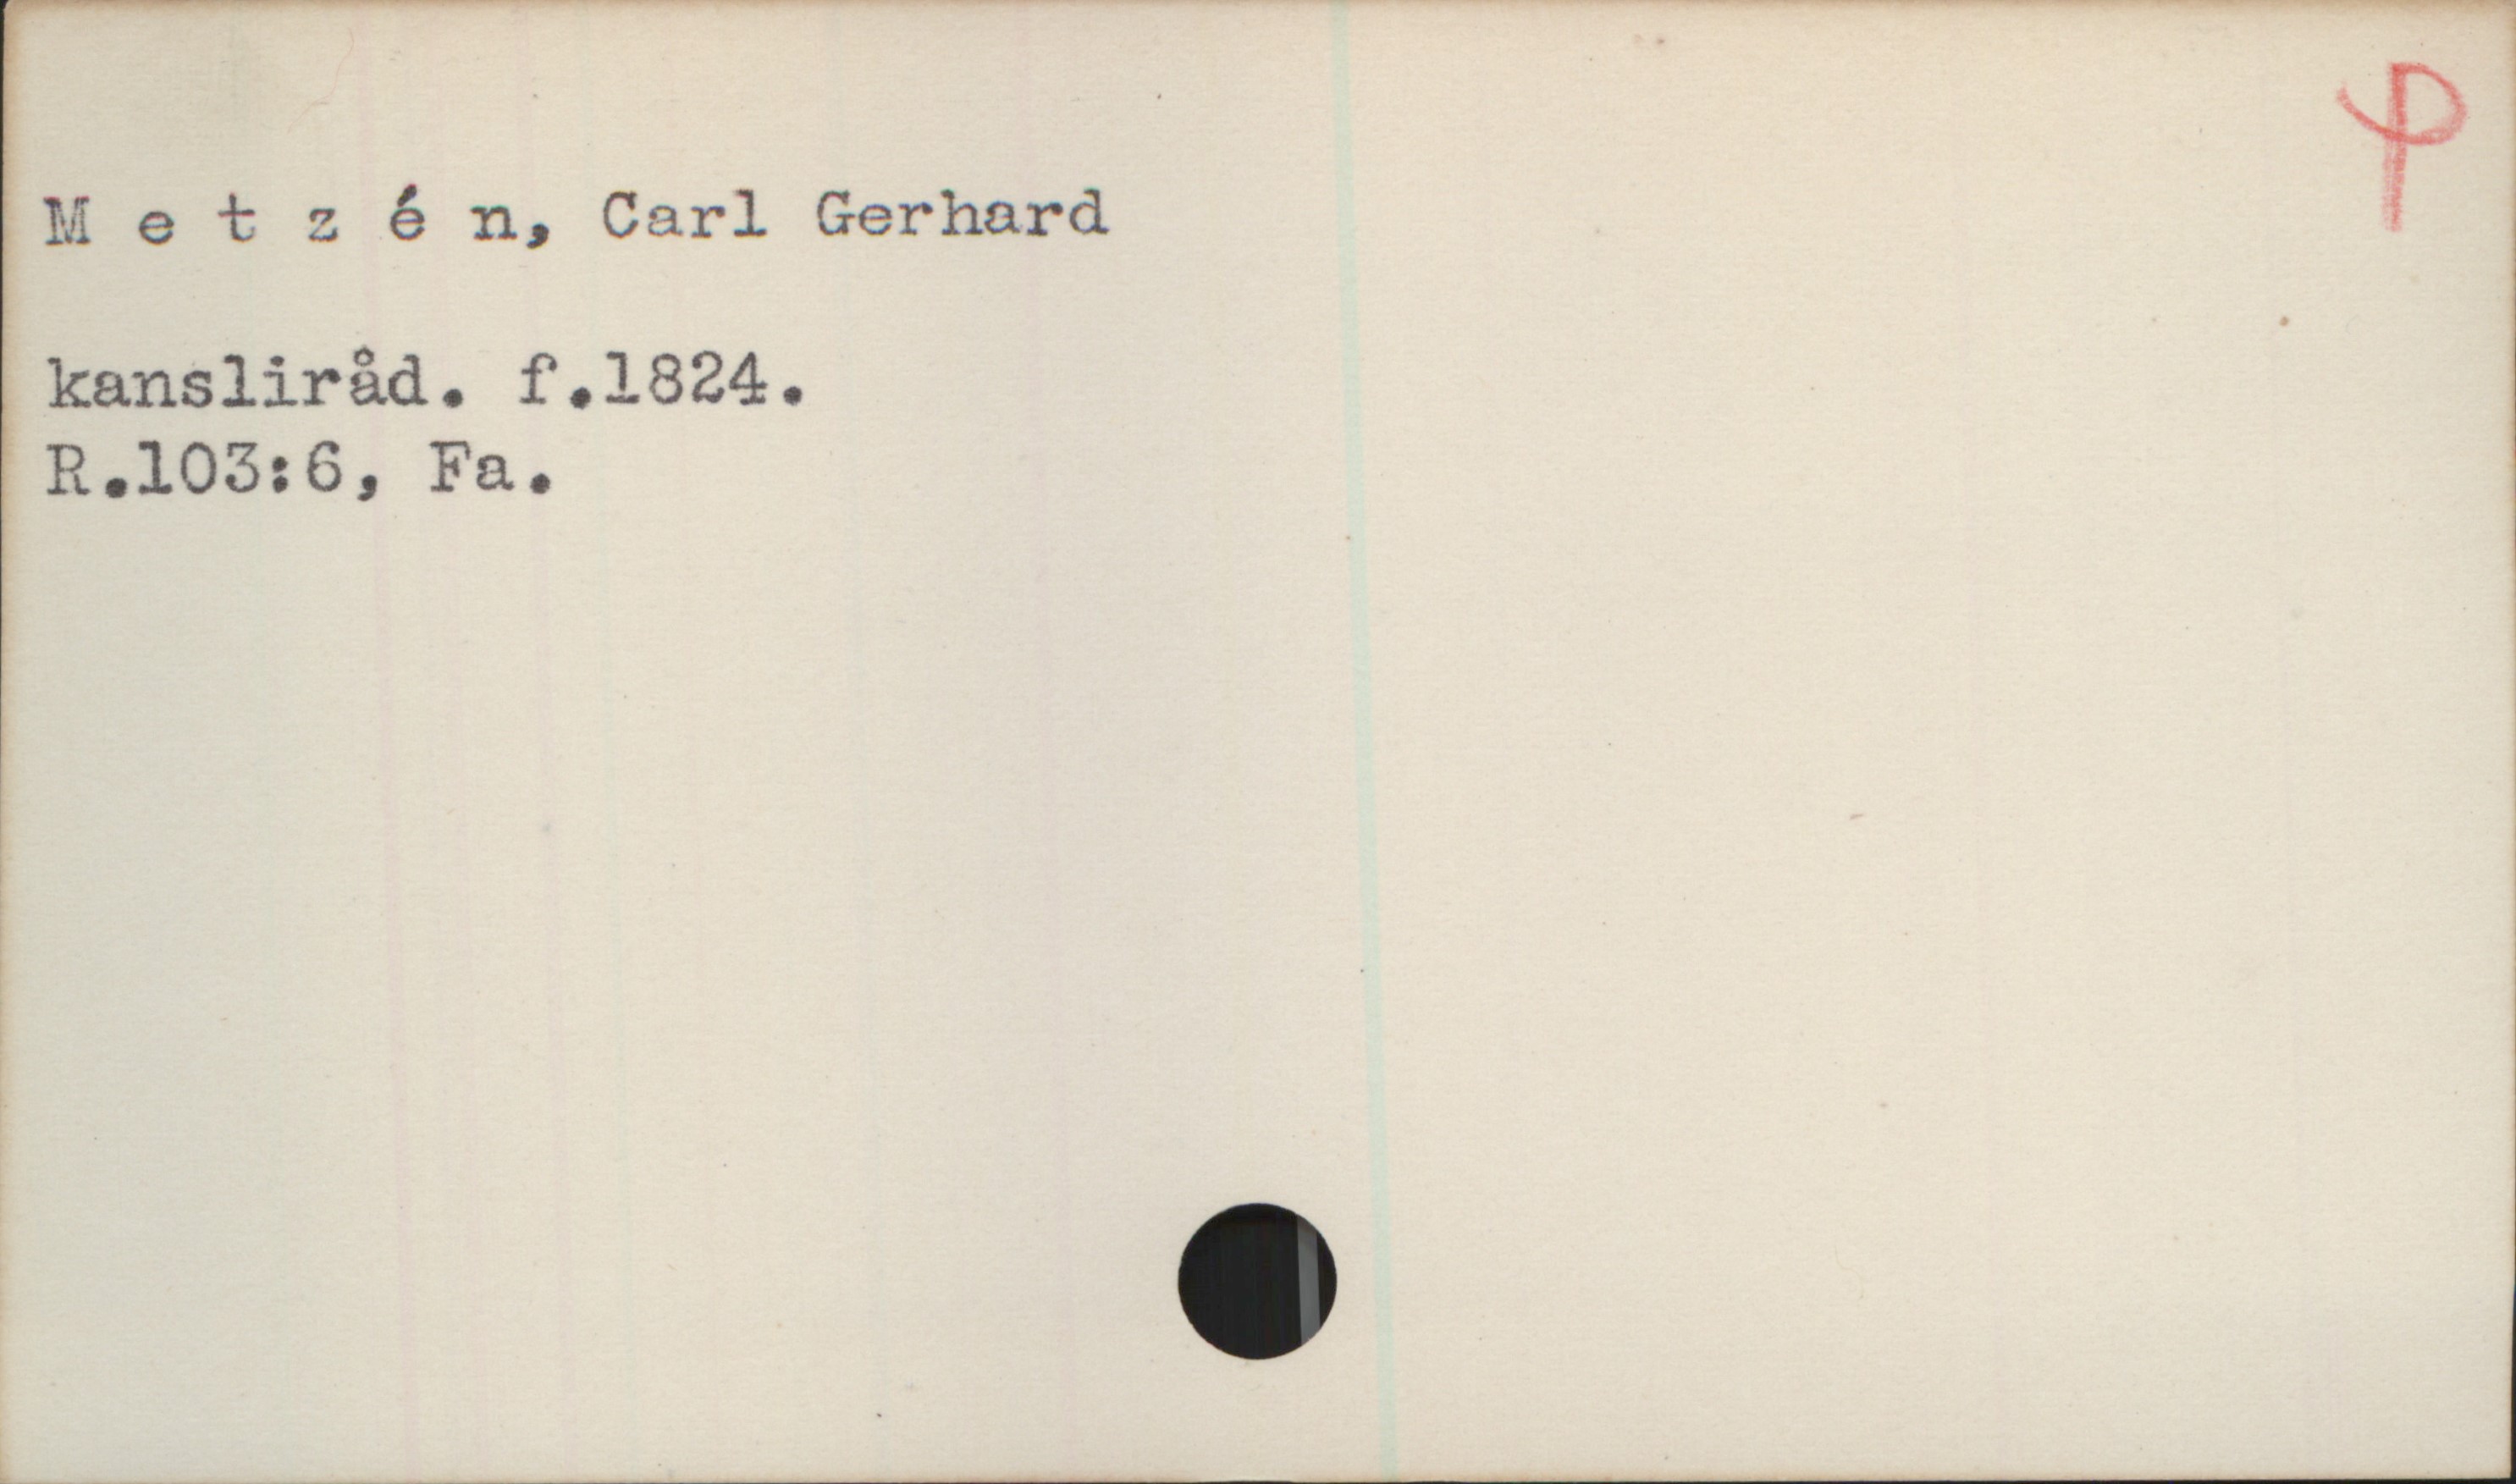 P
M e t z é n, Carl Gerhard
kansliråd. f.1824.
R.103:6, Fa.